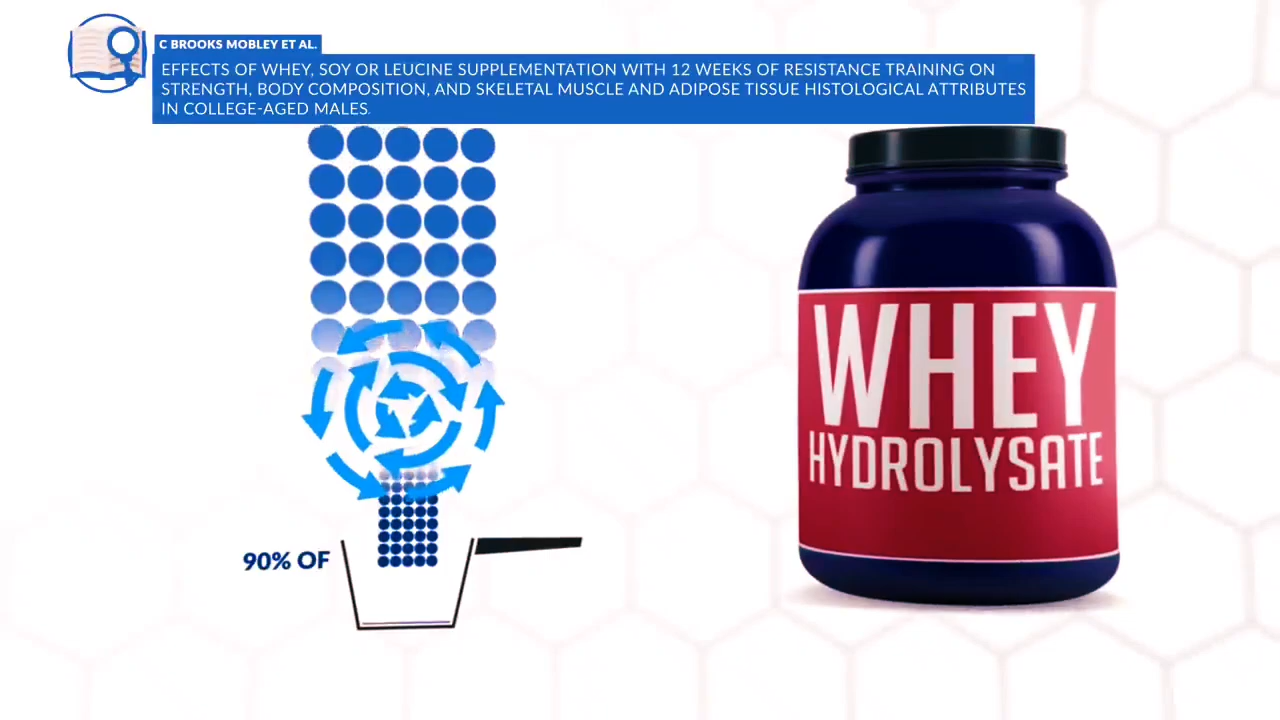 C BROOKS MOBLEY ET AL.
EFFECTS OF WHEY, SOY OR LEUCINE SUPPLEMENTATION WITH 12 WEEKS OF RESISTANCE TRAINING ON
STRENGTH, BODY COMPOSITION, AND SKELETAL MUSCLE AND ADIPOSE TISSUE HISTOLOGICAL ATTRIBUTES
IN COLLEGE-AGED MALES.
WHEY
HYDROLYSATE
90% OF